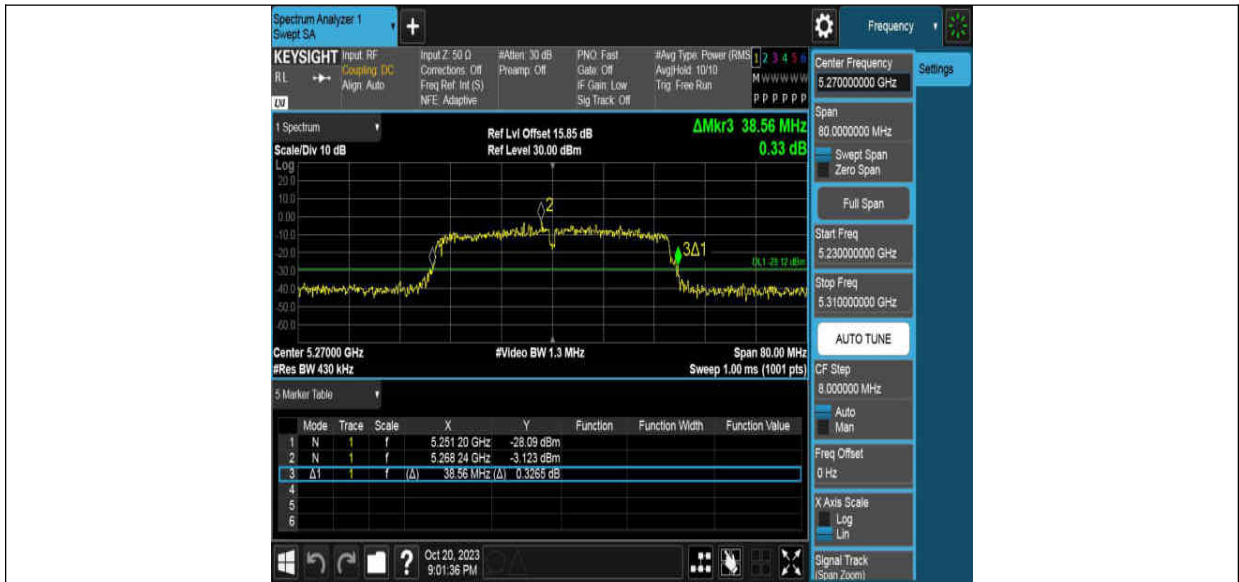 Spectrum Analyzer 1
Swept SA
+
Frequency
KEYSIGHT
RL
LXI
Input: RF
Coupling: DC
Align: Auto
Input Z: 50 Ω
Corrections: Off
Freq Ref: Int (S)
NFE: Adaptive
#Atten: 30 dB
Preamp: Off
PNO: Fast
Gate: Off
IF Gain: Low
Sig Track: Off
#Avg Type: Power (RMS
Avg|Hold: 10/10
Trig: Free Run
1 2 3 4 5 6
M W W W W W
P P P P P P
1 Spectrum
Scale/Div 10 dB
Ref Lvl Offset 15.85 dB
Ref Level 30.00 dBm
ΔMkr3 38.56 MHz
0.33 dB
Log
20.0
10.0
0.00
-10.0
-20.0
-30.0
-40.0
-50.0
-60.0
2
3Δ1
Center 5.27000 GHz
#Res BW 430 kHz
#Video BW 1.3 MHz
Span 80.00 MHz
Sweep 1.00 ms (1001 pts)
5 Marker Table
Mode Trace Scale X Y Function Function Width Function Value
1 N 1 f 5.251 20 GHz -28.09 dBm
2 N 1 f 5.268 24 GHz -3.123 dBm
3 Δ1 1 f (Δ) 38.56 MHz (Δ) 0.3265 dB
4
5
6
?
Oct 20, 2023
9:01:36 PM
Center Frequency
5.270000000 GHz
Settings
Span
80.0000000 MHz
Swept Span
Zero Span
Full Span
Start Freq
5.230000000 GHz
Stop Freq
5.310000000 GHz
AUTO TUNE
CF Step
8.000000 MHz
Auto
Man
Freq Offset
0 Hz
X Axis Scale
Log
Lin
Signal Track
(Span Zoom)